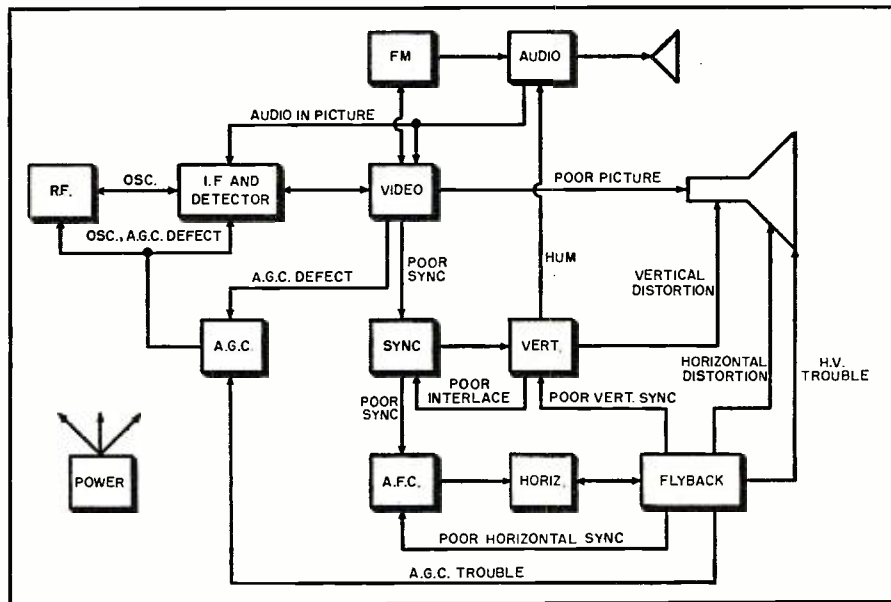 FM
AUDIO
AUDIO IN PICTURE
R.F.
OSC.
I.F AND
DETECTOR
VIDEO
POOR PICTURE
OSC., A.G.C. DEFECT
A.G.C. DEFECT
POOR
SYNC
HUM
VERTICAL
DISTORTION
A.G.C.
SYNC
VERT.
HORIZONTAL
DISTORTION
H.V.
TROUBLE
POOR
SYNC
POOR
INTERLACE
POOR VERT. SYNC
POWER
A.F.C.
HORIZ.
FLYBACK
POOR HORIZONTAL SYNC
A.G.C. TROUBLE